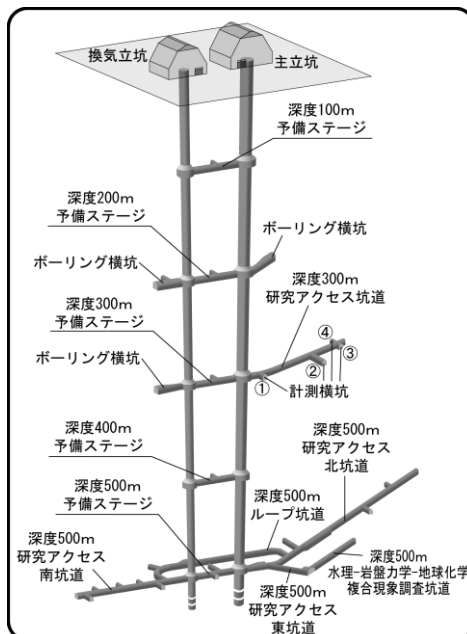 換気立坑
主立坑
深度100m
予備ステージ
深度200m
予備ステージ
ボーリング横坑
ボーリング横坑
深度300m
研究アクセス坑道
深度300m
予備ステージ
④
③
②
①
計測横坑
ボーリング横坑
深度400m
予備ステージ
深度500m
研究アクセス
北坑道
深度500m
予備ステージ
深度500m
ループ坑道
深度500m
研究アクセス
南坑道
深度500m
水理-岩盤力学-地球化学
複合現象調査坑道
深度500m
研究アクセス
東坑道